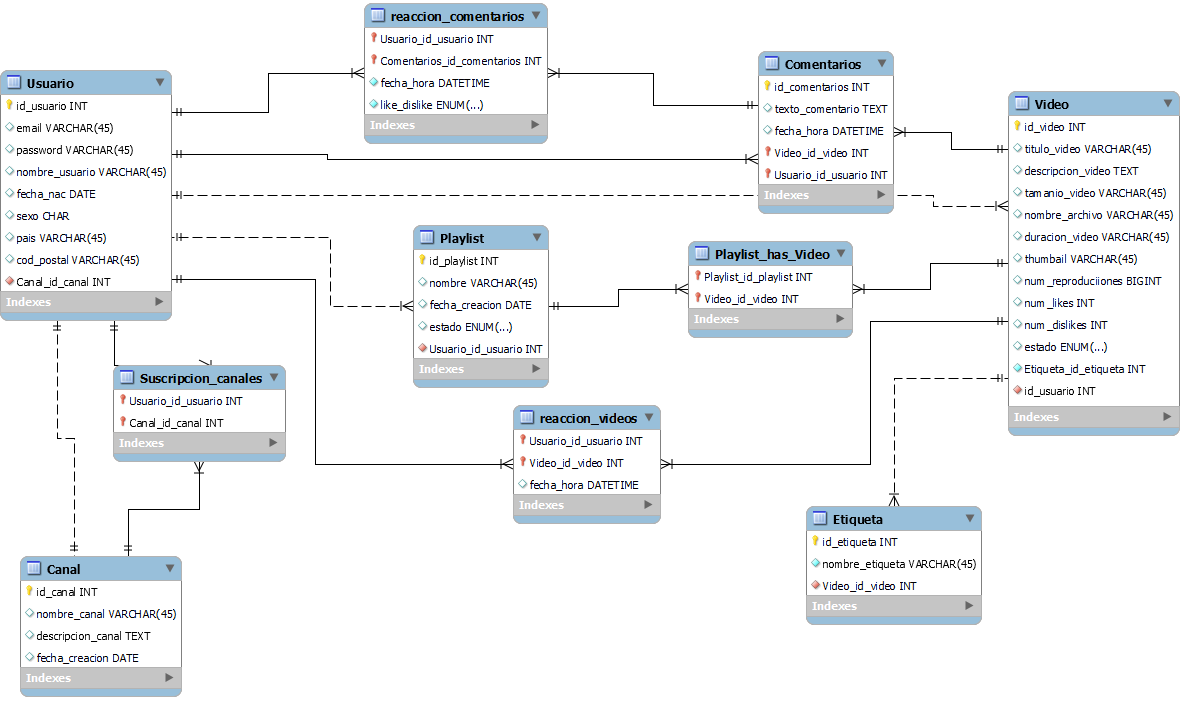 reaccion_comentarios
Usuario_id_usuario INT
Comentarios_id_comentarios INT
fecha_hora DATETIME
like_dislike ENUM(...)
Indexes
Usuario
id_usuario INT
email VARCHAR(45)
password VARCHAR(45)
nombre_usuario VARCHAR(45)
fecha_nac DATE
sexo CHAR
pais VARCHAR(45)
cod_postal VARCHAR(45)
Canal_id_canal INT
Indexes
Comentarios
id_comentarios INT
texto_comentario TEXT
fecha_hora DATETIME
Video_id_video INT
Usuario_id_usuario INT
Indexes
Video
id_video INT
titulo_video VARCHAR(45)
descripcion_video TEXT
tamanio_video VARCHAR(45)
nombre_archivo VARCHAR(45)
duracion_video VARCHAR(45)
thumbail VARCHAR(45)
num_reproduciiones BIGINT
num_likes INT
num_dislikes INT
estado ENUM(...)
Etiqueta_id_etiqueta INT
id_usuario INT
Indexes
Playlist
id_playlist INT
nombre VARCHAR(45)
fecha_creacion DATE
estado ENUM(...)
Usuario_id_usuario INT
Indexes
Playlist_has_Video
Playlist_id_playlist INT
Video_id_video INT
Indexes
Suscripcion_canales
Usuario_id_usuario INT
Canal_id_canal INT
Indexes
reaccion_videos
Usuario_id_usuario INT
Video_id_video INT
fecha_hora DATETIME
Indexes
Etiqueta
id_etiqueta INT
nombre_etiqueta VARCHAR(45)
Video_id_video INT
Indexes
Canal
id_canal INT
nombre_canal VARCHAR(45)
descripcion_canal TEXT
fecha_creacion DATE
Indexes